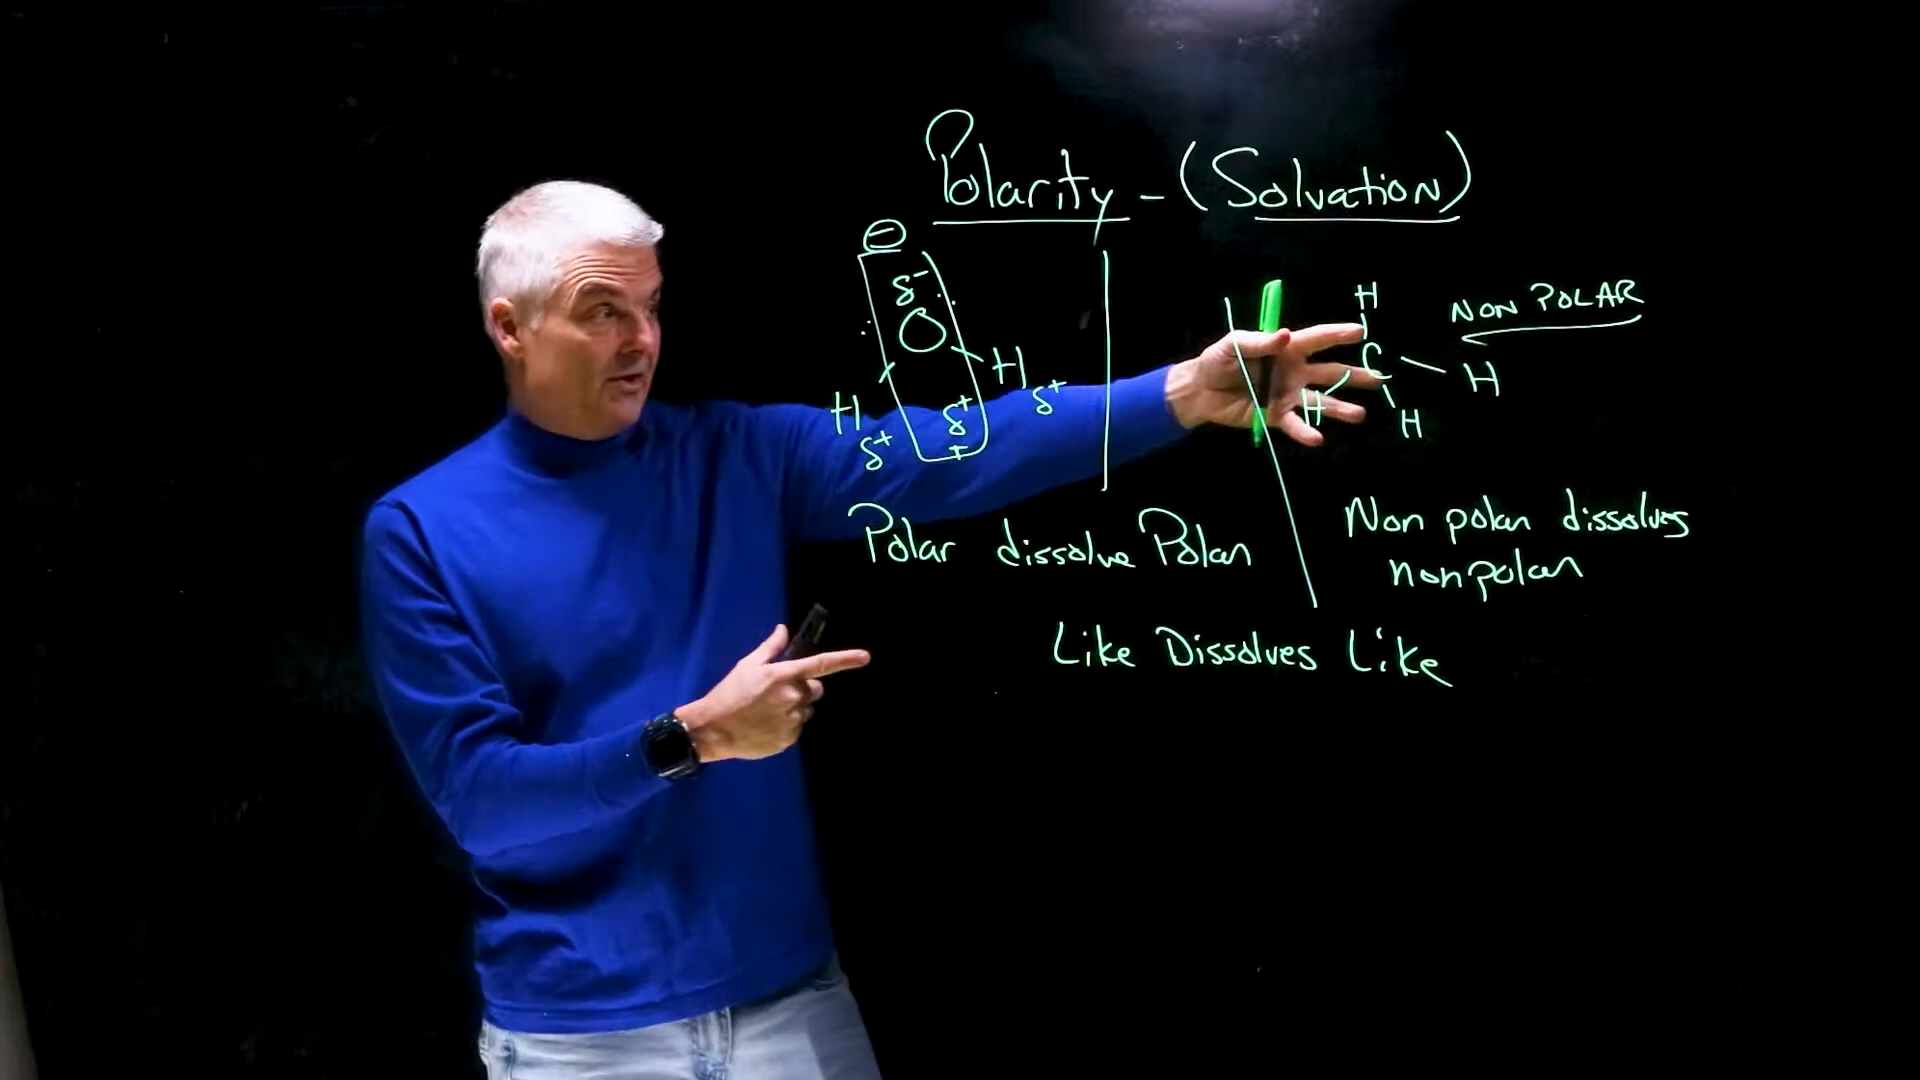 Polarity - (Solvation)
⊖
δ-
O
H
δ+
H
δ+
δ+
+
H
C
H
H
H
NON POLAR
Polar dissolve Polar
Non polar dissolves
nonpolar
Like Dissolves Like